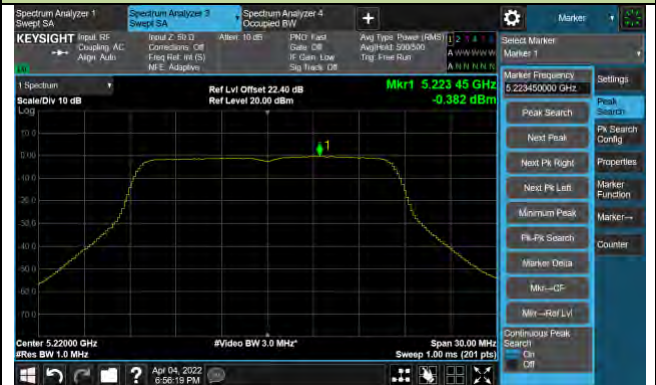 Spectrum Analyzer 1
Swept SA
Spectrum Analyzer 3
Swept SA
Spectrum Analyzer 4
Occupied BW
+
Marker
KEYSIGHT
Input: RF
Coupling: AC
Align: Auto
Input Z: 50 Ω
Corrections: Off
Freq Ref: Int (S)
NFE: Adaptive
Atten: 10 dB
PNO: Fast
Gate: Off
IF Gain: Low
Sig Track: Off
Avg Type: Power (RMS)
Avg|Hold: 500/500
Trig: Free Run
A W W W W W
A N N N N N
Select Marker
Marker 1
1 Spectrum
Scale/Div 10 dB
Log
Ref Lvl Offset 22.40 dB
Ref Level 20.00 dBm
Mkr1 5.223 45 GHz
-0.382 dBm
10.0
0.00
-10.0
-20.0
-30.0
-40.0
-50.0
-60.0
-70.0
1
Center 5.22000 GHz
#Res BW 1.0 MHz
#Video BW 3.0 MHz*
Span 30.00 MHz
Sweep 1.00 ms (201 pts)
Marker Frequency
5.223450000 GHz
Peak Search
Next Peak
Next Pk Right
Next Pk Left
Minimum Peak
Pk-Pk Search
Marker Delta
Mkr→CF
Mkr→Ref Lvl
Continuous Peak
Search
On
Off
Settings
Peak
Search
Pk Search
Config
Properties
Marker
Function
Marker→
Counter
?
Apr 04, 2022
6:56:19 PM